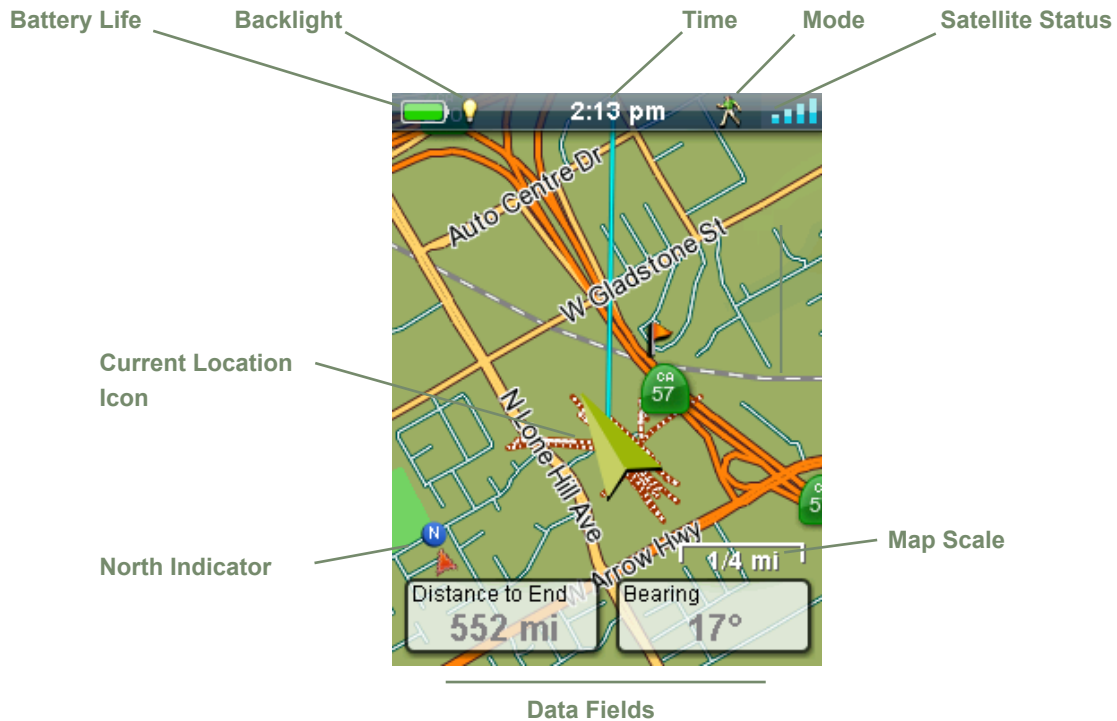 Battery Life
Backlight
Time
Mode
Satellite Status
2:13 pm
Auto Centre Dr
W Gladstone St
Current Location
Icon
CA
57
N Lone Hill Ave
N
North Indicator
Map Scale
1/4 mi
W Arrow Hwy
Distance to End
552 mi
Bearing
17°
Data Fields